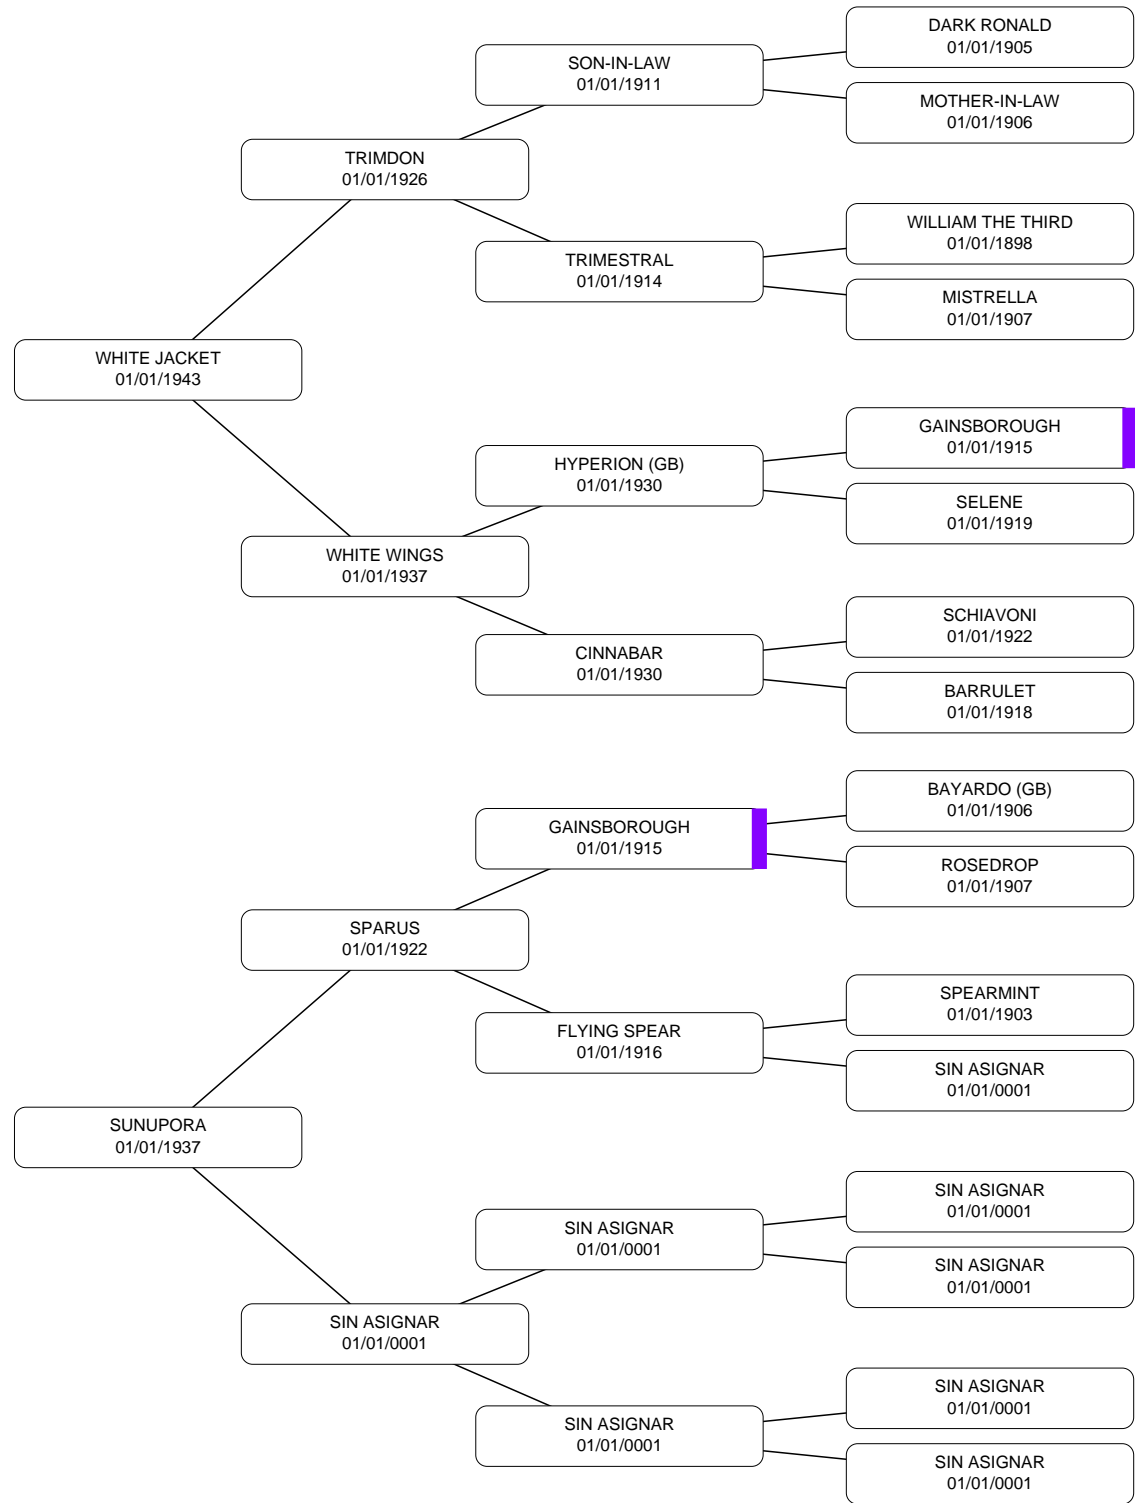 DARK RONALD
01/01/1905
SON-IN-LAW
01/01/1911
MOTHER-IN-LAW
01/01/1906
TRIMDON
01/01/1926
WILLIAM THE THIRD
01/01/1898
TRIMESTRAL
01/01/1914
MISTRELLA
01/01/1907
WHITE JACKET
01/01/1943
GAINSBOROUGH
01/01/1915
HYPERION (GB)
01/01/1930
SELENE
01/01/1919
WHITE WINGS
01/01/1937
SCHIAVONI
01/01/1922
CINNABAR
01/01/1930
BARRULET
01/01/1918
BAYARDO (GB)
01/01/1906
GAINSBOROUGH
01/01/1915
ROSEDROP
01/01/1907
SPARUS
01/01/1922
SPEARMINT
01/01/1903
FLYING SPEAR
01/01/1916
SIN ASIGNAR
01/01/0001
SUNUPORA
01/01/1937
SIN ASIGNAR
01/01/0001
SIN ASIGNAR
01/01/0001
SIN ASIGNAR
01/01/0001
SIN ASIGNAR
01/01/0001
SIN ASIGNAR
01/01/0001
SIN ASIGNAR
01/01/0001
SIN ASIGNAR
01/01/0001